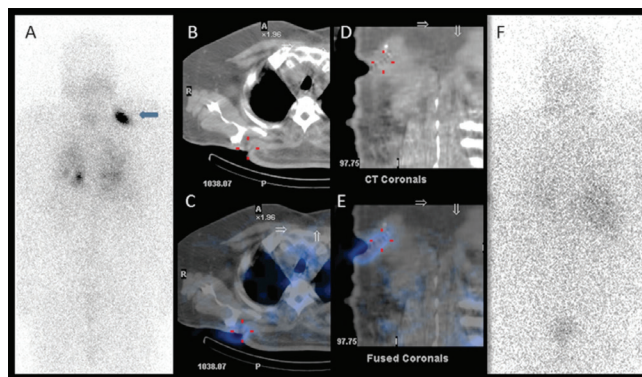 A
B
A
×1.96
R
1038.07
P
C
A
×1.96
R
1038.07
P
D
97.75
I
CT Coronals
E
97.75
I
Fused Coronals
F